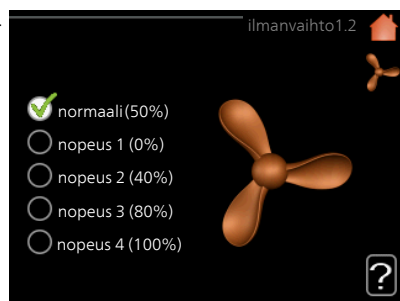 ilmanvaihto1.2
normaali(50%)
nopeus 1 (0%)
nopeus 2 (40%)
nopeus 3 (80%)
nopeus 4 (100%)
?